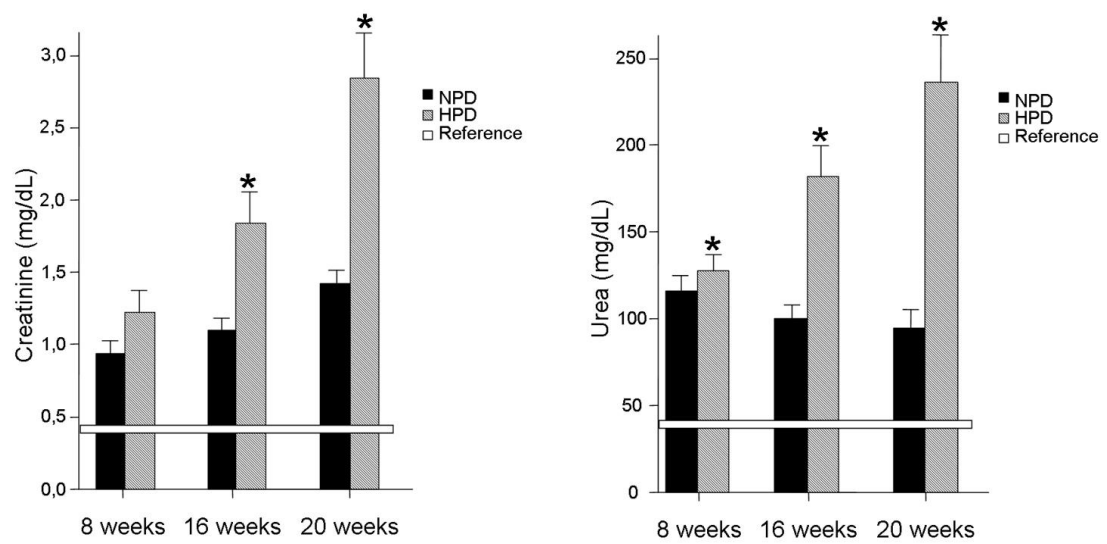 Creatinine (mg/dL)
3,0
2,5
2,0
1,5
1,0
0,5
0,0
*
*
8 weeks 16 weeks 20 weeks
NPD
HPD
Reference
Urea (mg/dL)
250
200
150
100
50
0
*
*
*
8 weeks 16 weeks 20 weeks
NPD
HPD
Reference